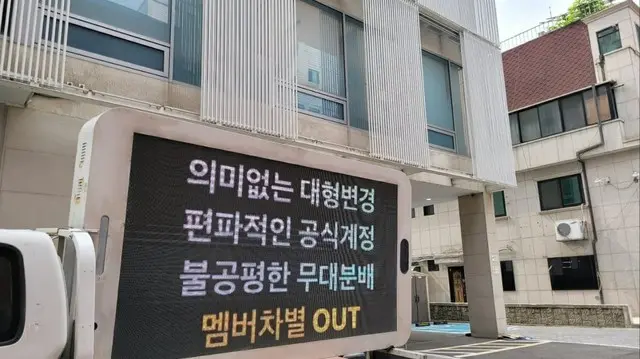 의미없는 대형변경
편파적인 공식계정
불공평한 무대분배
멤버차별 OUT